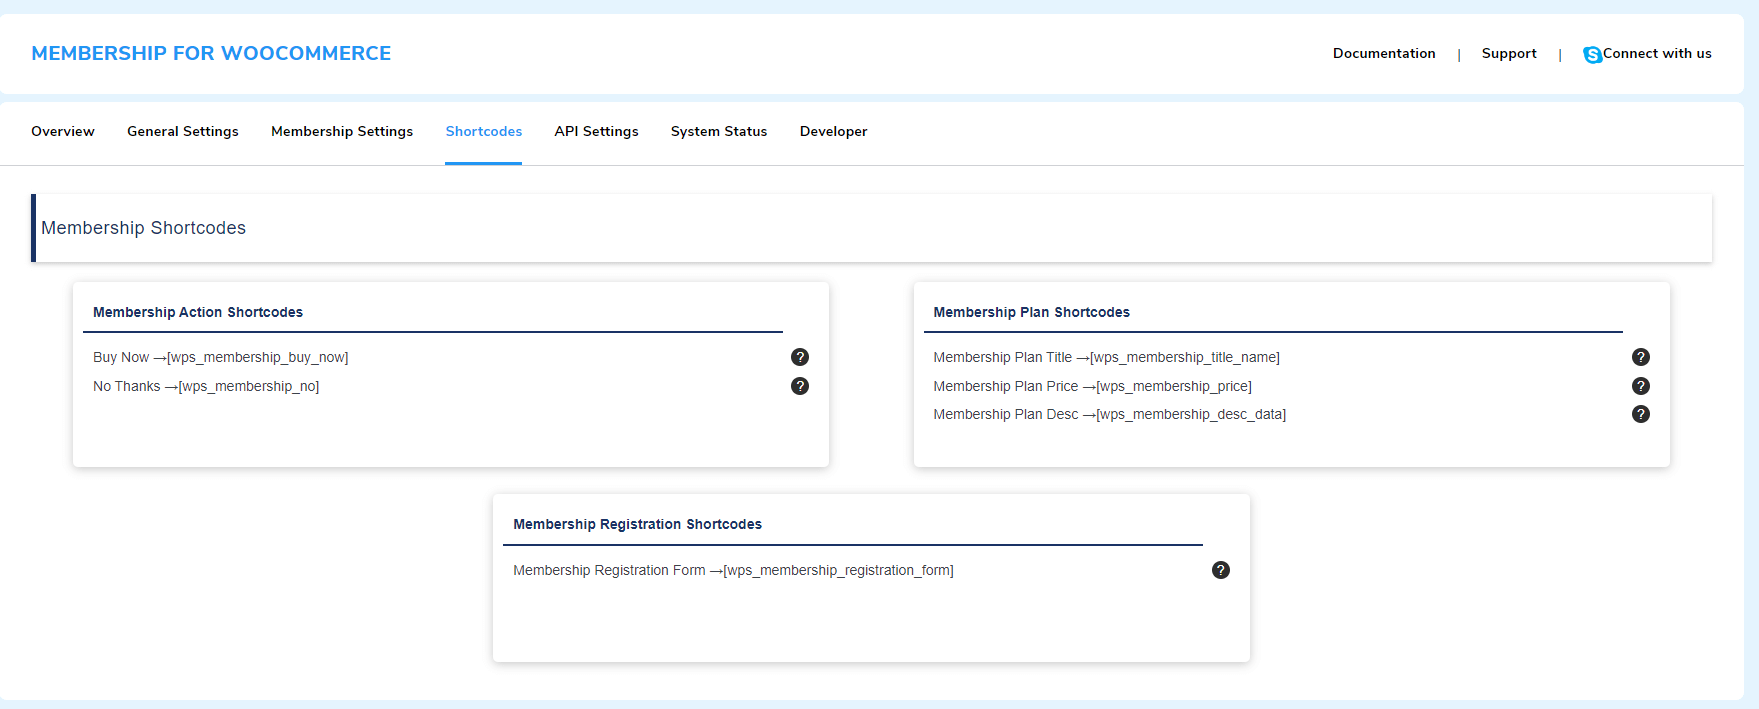 MEMBERSHIP FOR WOOCOMMERCE
Documentation | Support | Connect with us
Overview General Settings Membership Settings Shortcodes API Settings System Status Developer
Membership Shortcodes
Membership Action Shortcodes
Buy Now →[wps_membership_buy_now] ?
No Thanks →[wps_membership_no] ?
Membership Plan Shortcodes
Membership Plan Title →[wps_membership_title_name] ?
Membership Plan Price →[wps_membership_price] ?
Membership Plan Desc →[wps_membership_desc_data] ?
Membership Registration Shortcodes
Membership Registration Form →[wps_membership_registration_form] ?